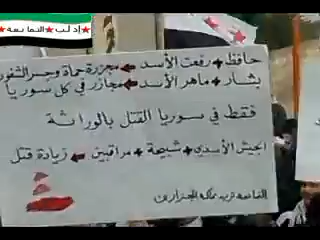 إدلب النعامسة
حافظ + رفعت الأسد ← مجزرة حماة وجسر الشغور
بشار + ماهر الأسد ← مجازر في كل سوريا
فقط في سوريا القتل بالوراثة
الجيش الأسدي + شبيحة + مراقبين ← زيادة قتل